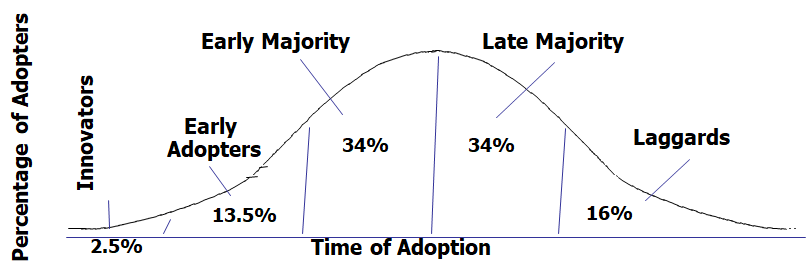 Percentage of Adopters
Innovators
Early
Adopters
Early Majority
Late Majority
Laggards
2.5%
13.5%
34%
34%
16%
Time of Adoption